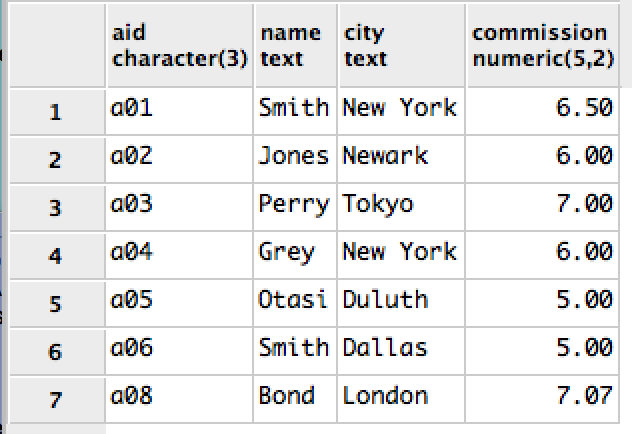 aid name city commission
character(3) text text numeric(5,2)
1 a01 Smith New York 6.50
2 a02 Jones Newark 6.00
3 a03 Perry Tokyo 7.00
4 a04 Grey New York 6.00
5 a05 Otasi Duluth 5.00
6 a06 Smith Dallas 5.00
7 a08 Bond London 7.07